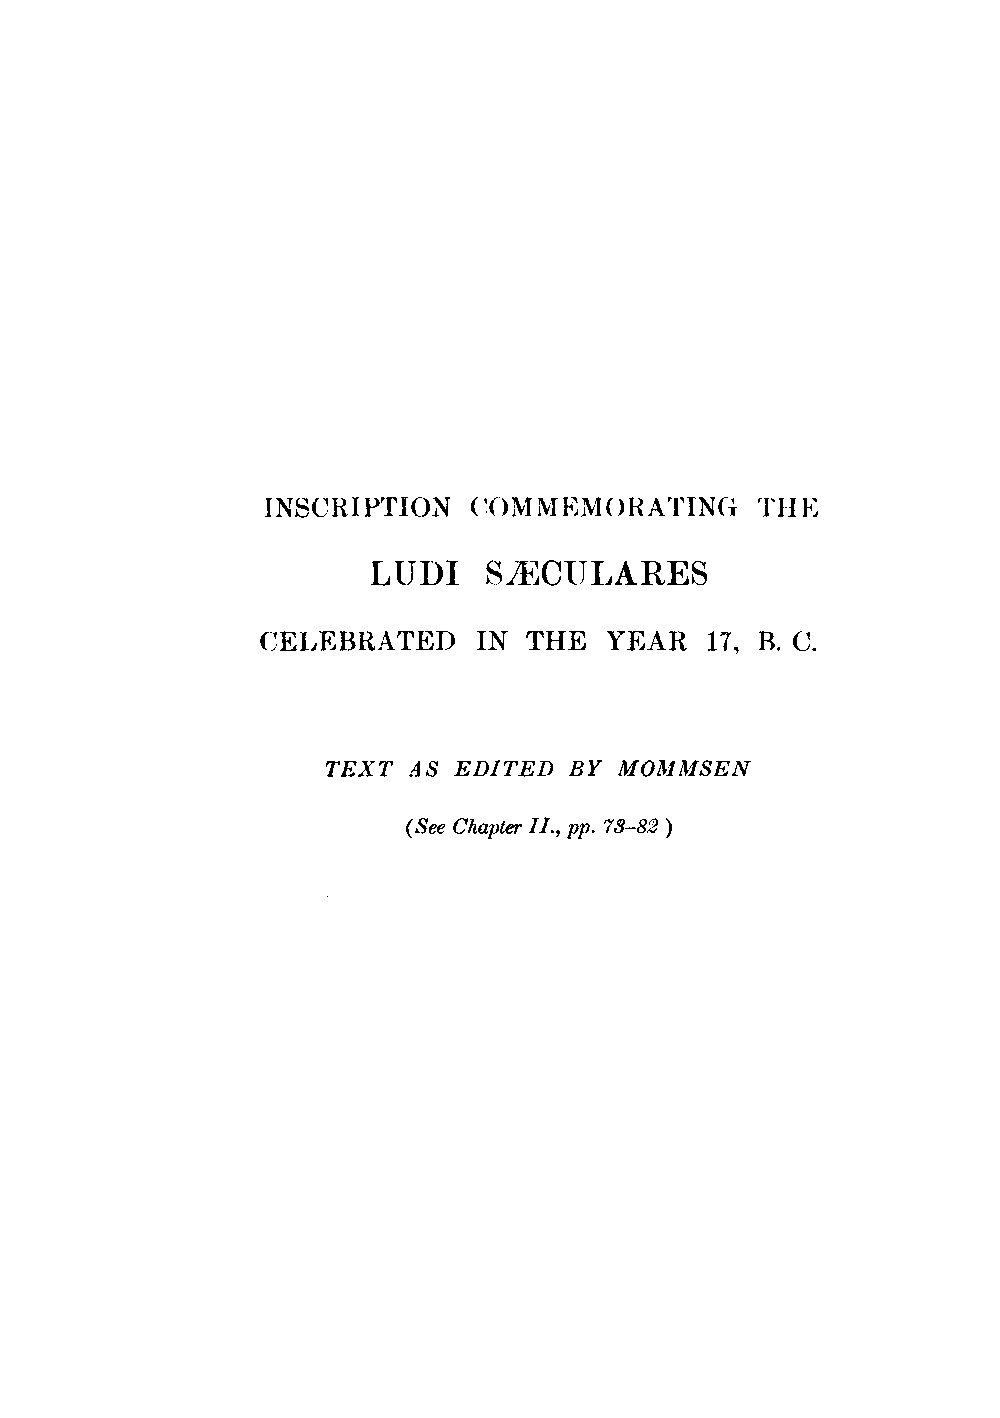 INSCRIPTION COMMEMORATING THE
LUDI SÆCULARES
CELEBRATED IN THE YEAR 17, B. C.
TEXT AS EDITED BY MOMMSEN
(See Chapter II., pp. 73–82)